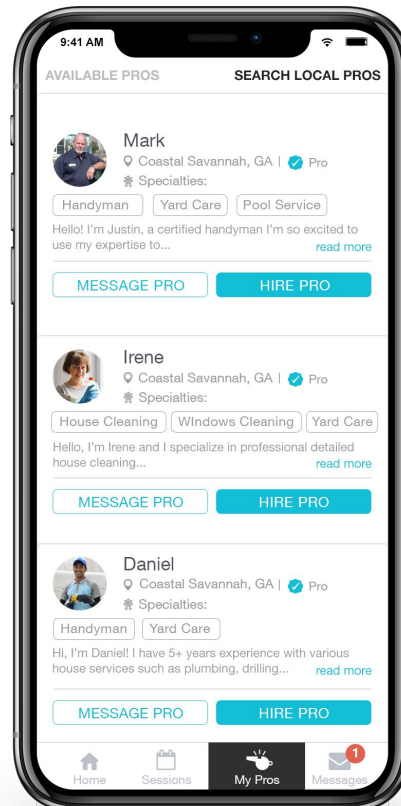 9:41 AM
AVAILABLE PROS SEARCH LOCAL PROS
Mark
Coastal Savannah, GA | Pro
Specialties:
Handyman Yard Care Pool Service
Hello! I'm Justin, a certified handyman I'm so excited to
use my expertise to... read more
MESSAGE PRO HIRE PRO
Irene
Coastal Savannah, GA | Pro
Specialties:
House Cleaning WIndows Cleaning Yard Care
Hello, I'm Irene and I specialize in professional detailed
house cleaning... read more
MESSAGE PRO HIRE PRO
Daniel
Coastal Savannah, GA | Pro
Specialties:
Handyman Yard Care
Hi, I'm Daniel! I have 5+ years experience with various
house services such as plumbing, drilling... read more
MESSAGE PRO HIRE PRO
1
Home Sessions My Pros Messages